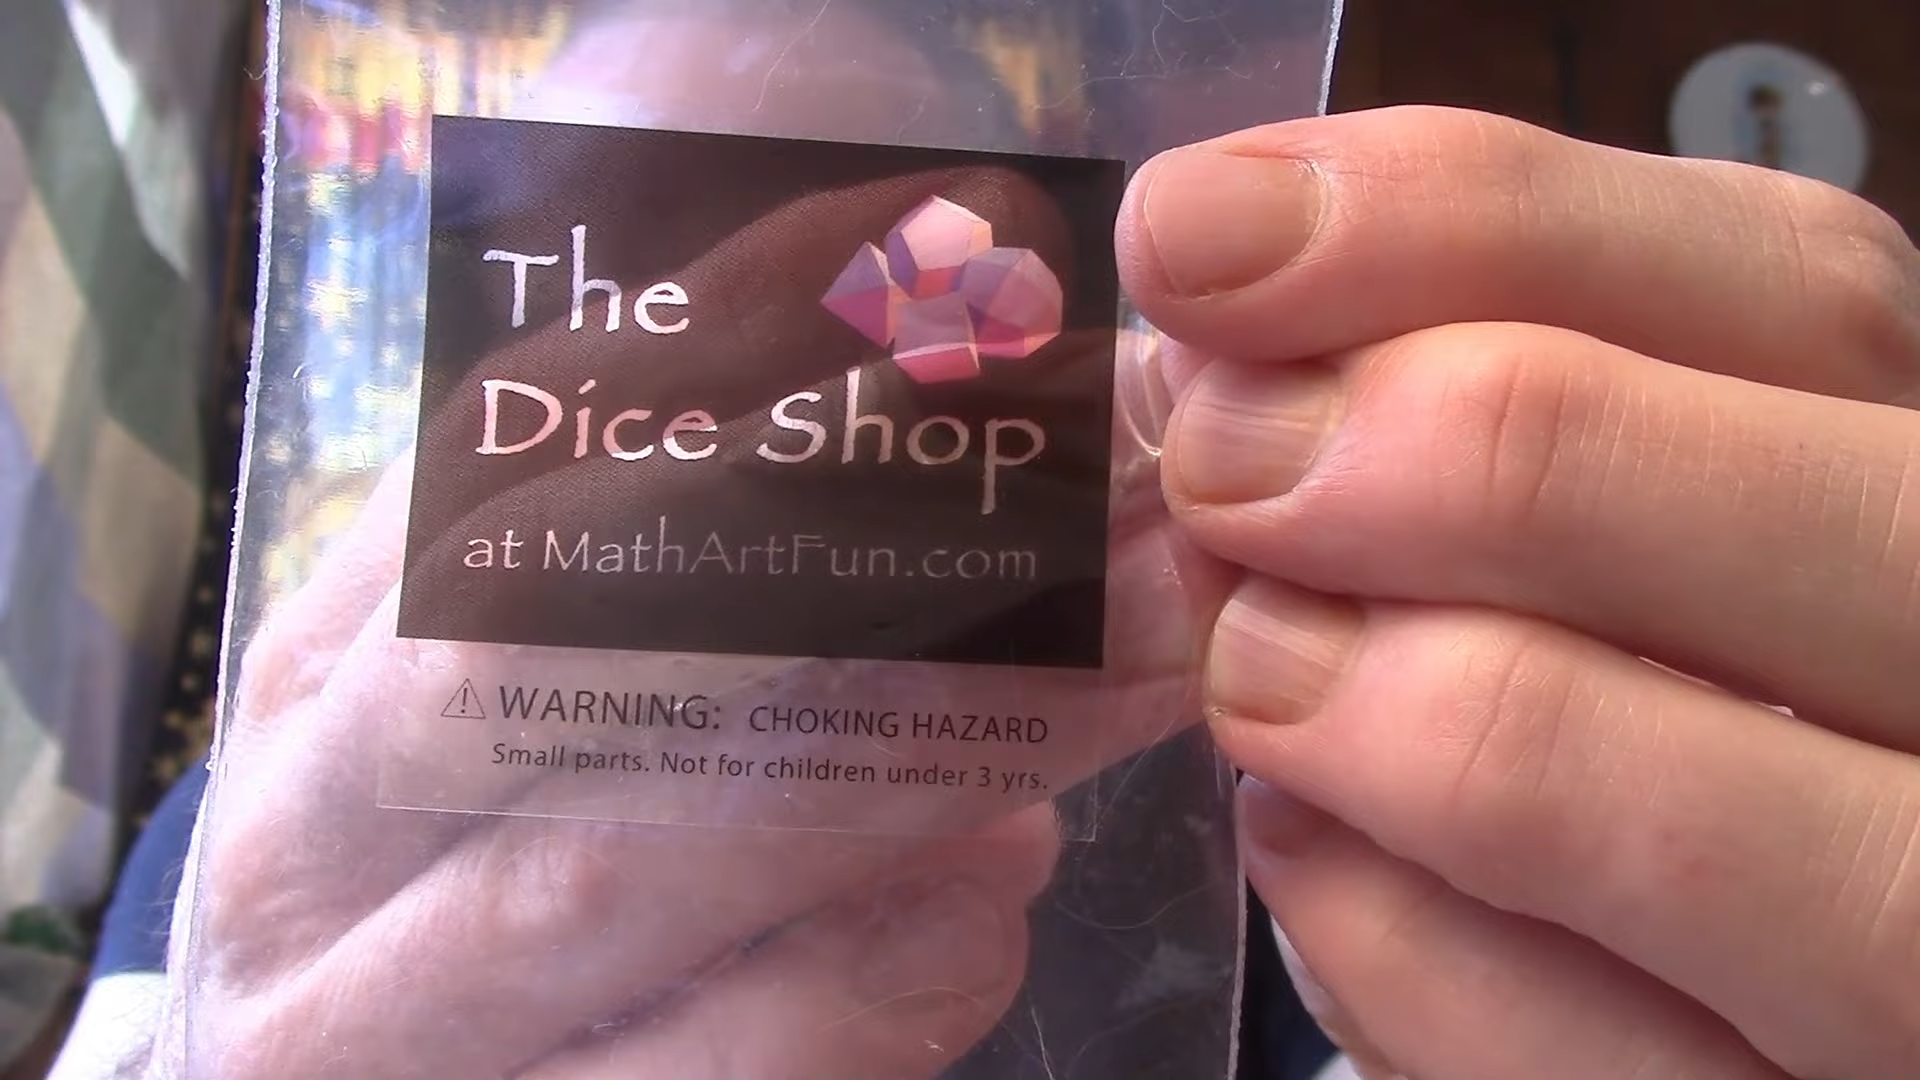 The
Dice Shop
at MathArtFun.com
⚠ WARNING: CHOKING HAZARD
Small parts. Not for children under 3 yrs.